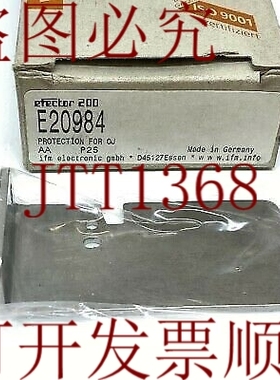 盗图必究
ISO 9001
zertifiziert
efector 200
E20984
PROTECTION FOR OJ
AA P2S Made in Germany
ifm electronic gmbh * D45127Essen * www.ifm.info *
JTT1368
可开发票顺